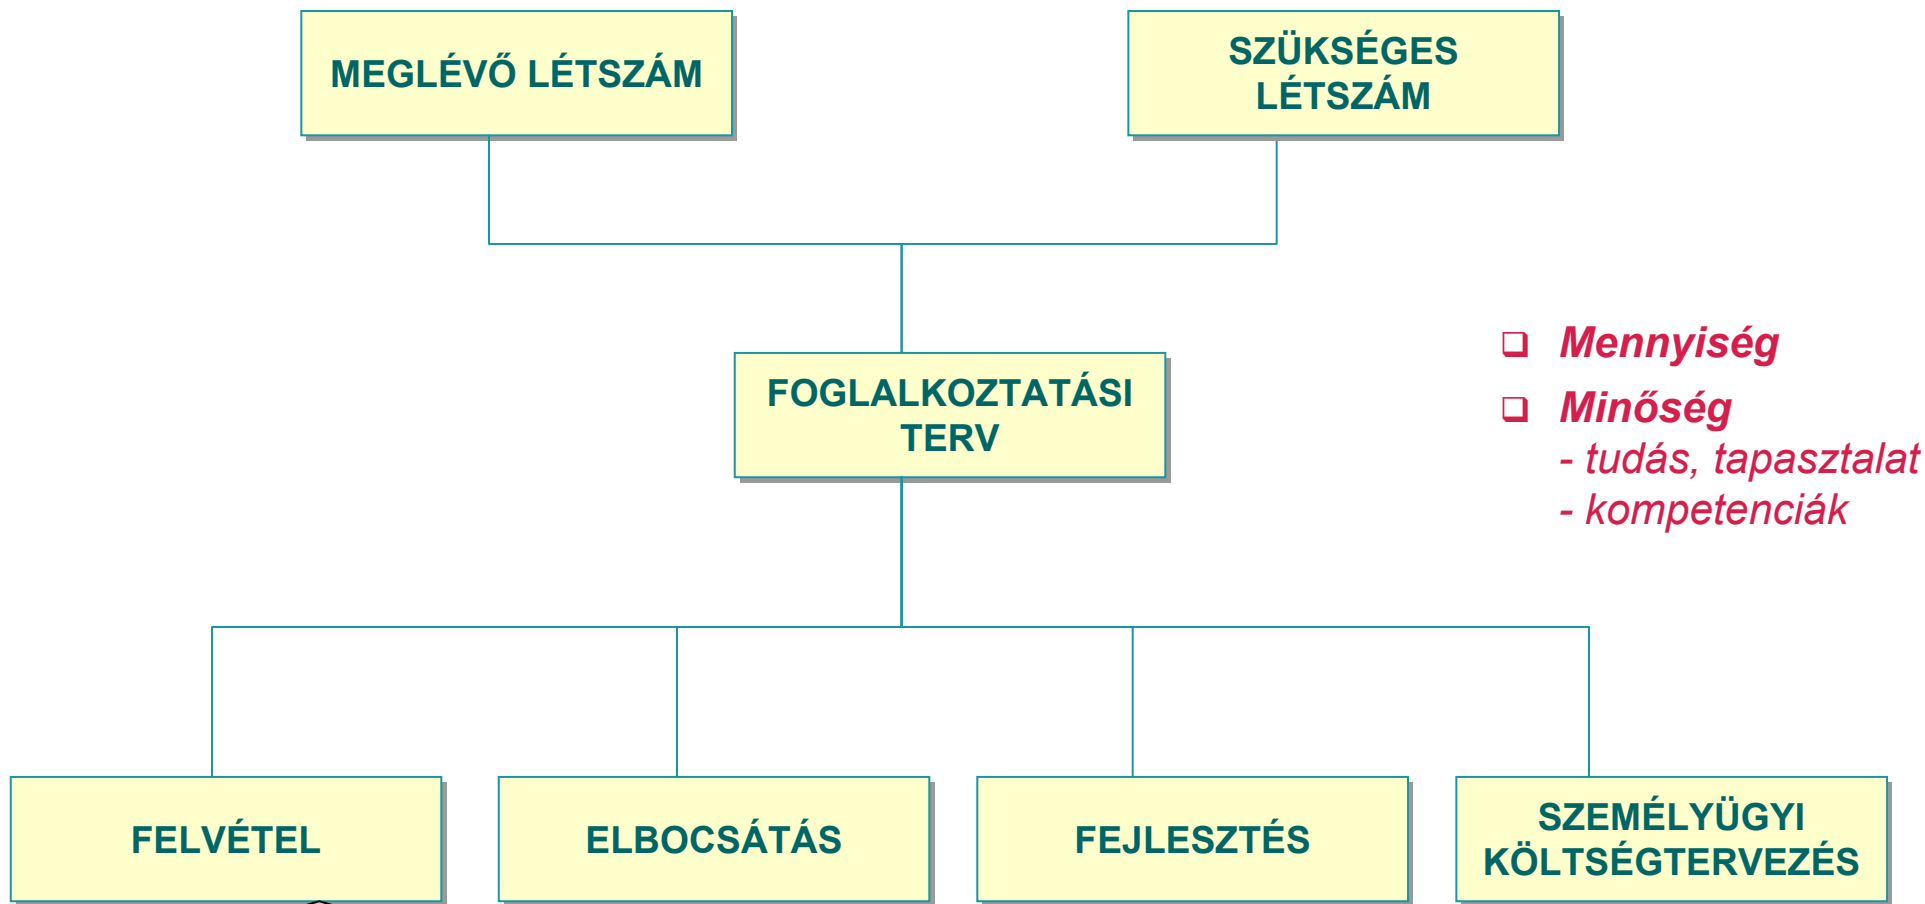 MEGLÉVŐ LÉTSZÁM
SZÜKSÉGES
LÉTSZÁM
FOGLALKOZTATÁSI
TERV
❑ Mennyiség
❑ Minőség
- tudás, tapasztalat
- kompetenciák
FELVÉTEL
ELBOCSÁTÁS
FEJLESZTÉS
SZEMÉLYÜGYI
KÖLTSÉGTERVEZÉS